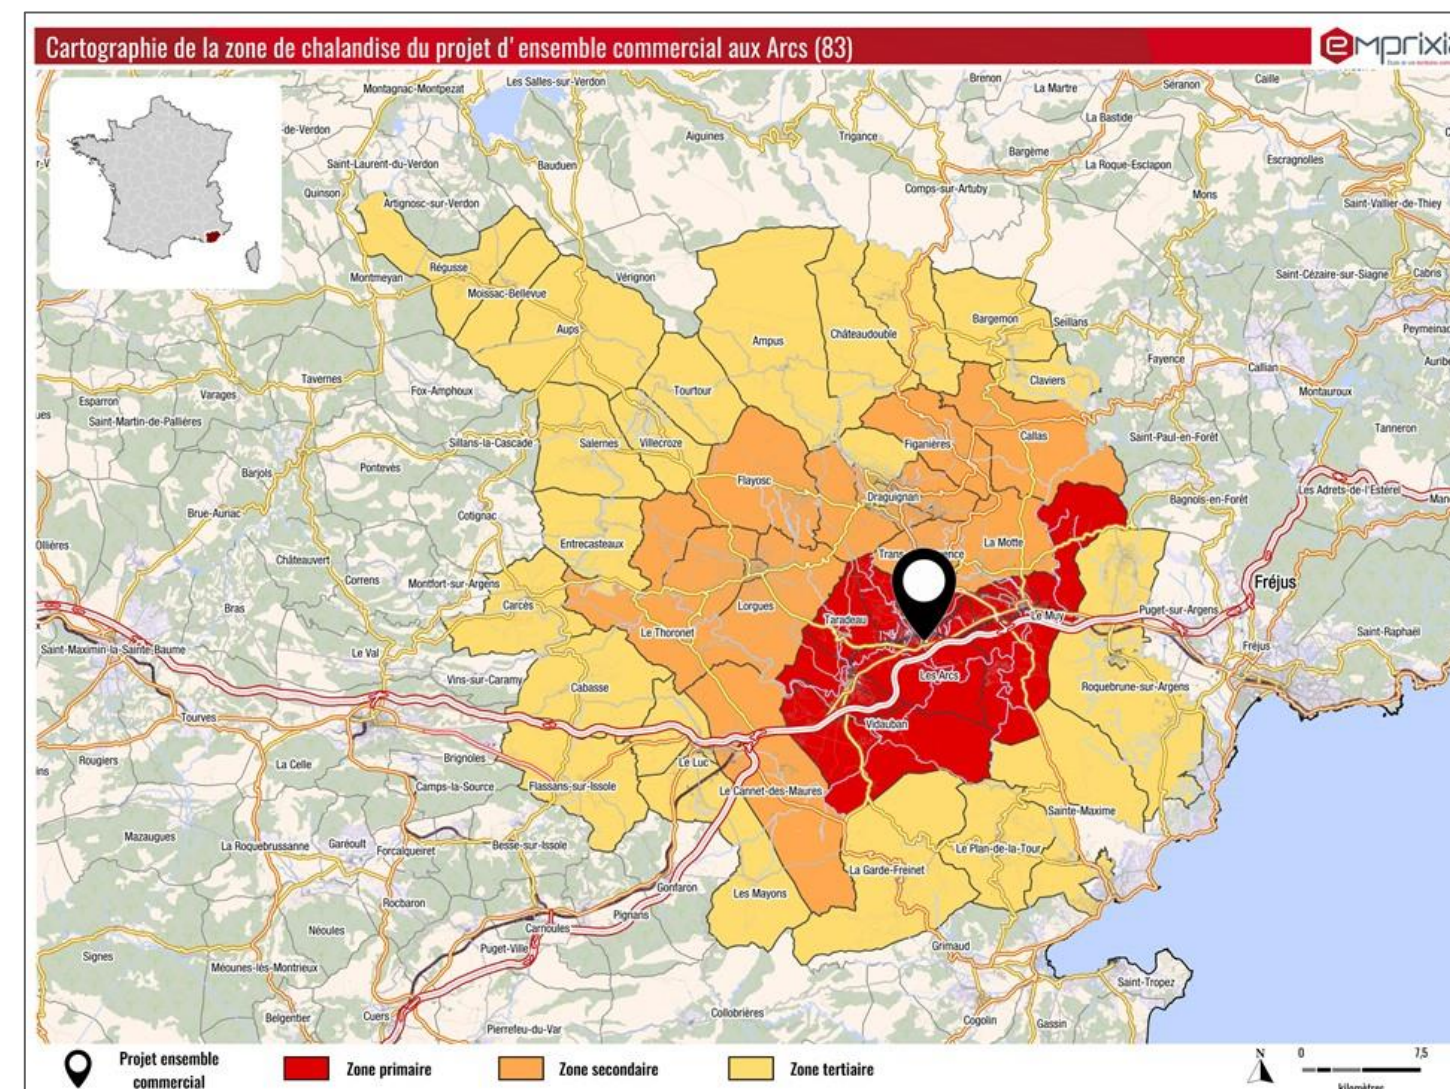 Cartographie de la zone de chalandise du projet d'ensemble commercial aux Arcs (83)
emprixia
Montagnac-Montpezat
Les Salles-sur-Verdon
Brenon
La Martre
Séranon
Caille
La Bastide
-de-Verdon
Aiguines
Trigance
Bargème
La Roque-Esclapon
Escragnolles
Saint-Laurent-du-Verdon
Bauduen
Quinson
Artignosc-sur-Verdon
Comps-sur-Artuby
Mons
Saint-Vallier-de-Thiey
Montmeyan
Régusse
Moissac-Bellevue
Vérignon
Saint-Cézaire-sur-Siagne
Cabris
Aups
Ampus
Châteaudouble
Bargemon
Seillans
Peymeinad
Fayence
Callian
Auribe
Tavernes
Fox-Amphoux
Tourtour
Claviers
Montauroux
Esparron
Varages
Saint-Martin-de-Pallières
Tanneron
Sillans-la-Cascade
Salernes
Villecroze
Figanières
Callas
Saint-Paul-en-Forêt
Barjols
Pontevès
Flayosc
Draguignan
Bagnols-en-Forêt
Les Adrets-de-l'Estérel
Man
Brue-Auriac
Cotignac
Entrecasteaux
La Motte
Ollières
Châteauvert
Correns
Montfort-sur-Argens
Fréjus
Bras
Carcès
Lorgues
Taradeau
Le Muy
Puget-sur-Argens
Le Thoronet
Saint-Raphaël
Saint-Maximin-la-Sainte-Baume
Le Val
Fréjus
Vins-sur-Caramy
Cabasse
Les Arcs
Roquebrune-sur-Argens
Tourves
Vidauban
Rougiers
La Celle
Brignoles
Le Luc
Camps-la-Source
Flassans-sur-Issole
Le Cannet-des-Maures
Sainte-Maxime
Mazaugues
La Roquebrussanne
Garéoult
Forcalqueiret
Besse-sur-Issole
Le Plan-de-la-Tour
La Garde-Freinet
Gonfaron
Les Mayons
Rocbaron
Pignans
Néoules
Carnoules
Signes
Puget-Ville
Grimaud
Méounes-lès-Montrieux
Saint-Tropez
Belgentier
Cuers
Pierrefeu-du-Var
Collobrières
Cogolin
Gassin
Projet ensemble
commercial
Zone primaire
Zone secondaire
Zone tertiaire
N
0 7,5
kilomètres